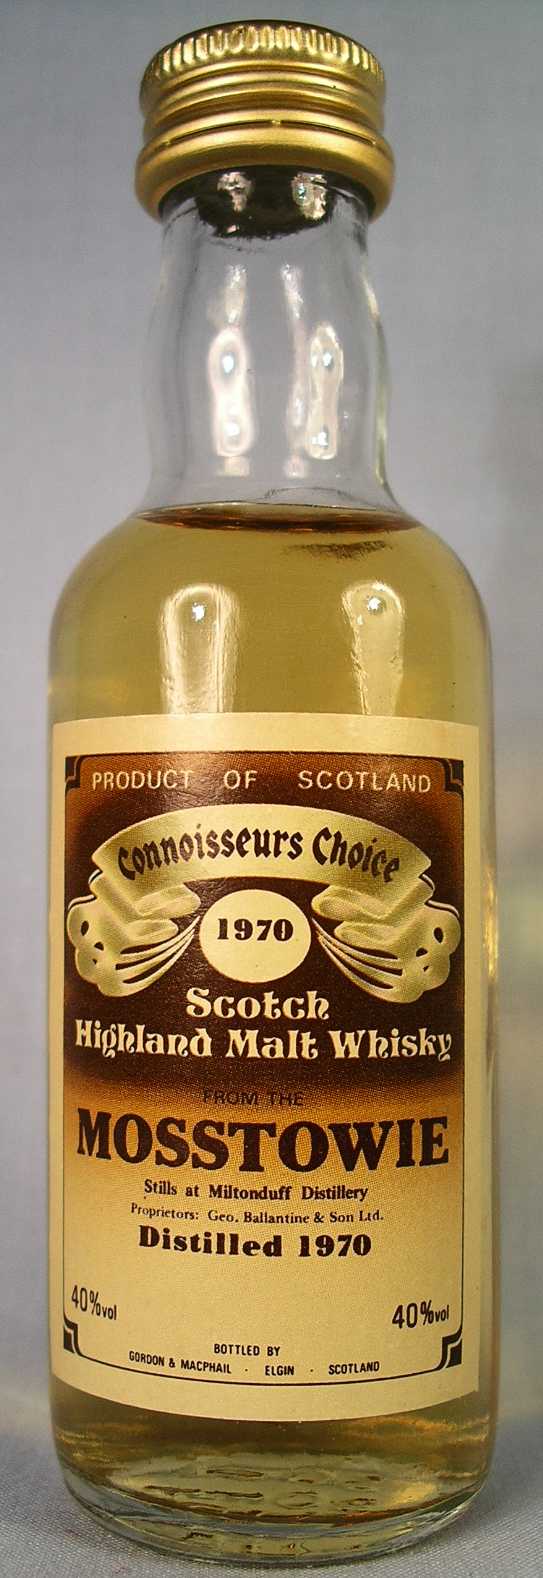 PRODUCT OF SCOTLAND
Connoisseurs Choice
1970
Scotch
Highland Malt Whisky
FROM THE
MOSSTOWIE
Stills at Miltonduff Distillery
Proprietors: Geo. Ballantine & Son Ltd.
Distilled 1970
40%vol 40%vol
BOTTLED BY
GORDON & MACPHAIL · ELGIN · SCOTLAND